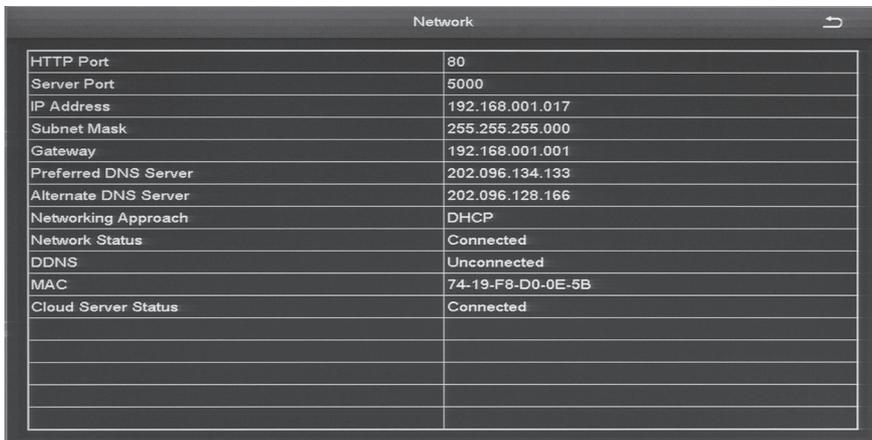 Network
HTTP Port 80
Server Port 5000
IP Address 192.168.001.017
Subnet Mask 255.255.255.000
Gateway 192.168.001.001
Preferred DNS Server 202.096.134.133
Alternate DNS Server 202.096.128.166
Networking Approach DHCP
Network Status Connected
DDNS Unconnected
MAC 74-19-F8-D0-0E-5B
Cloud Server Status Connected